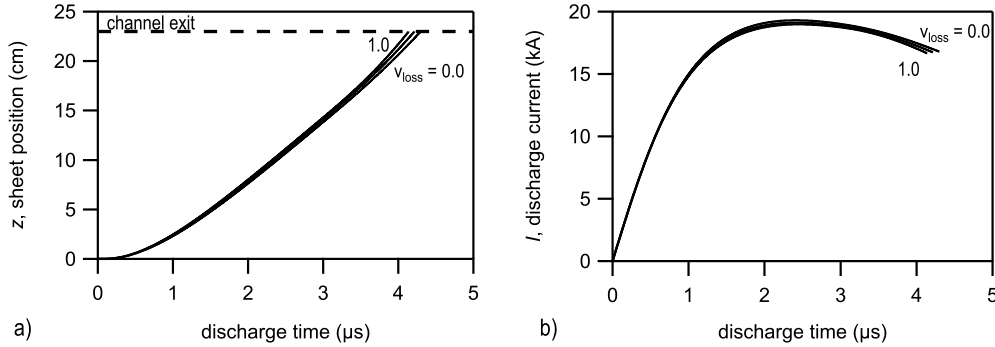 25
20
15
10
5
0
z, sheet position (cm)
channel exit
1.0
vloss = 0.0
0 1 2 3 4 5
discharge time (µs)
a)
20
15
10
5
0
I, discharge current (kA)
vloss = 0.0
1.0
0 1 2 3 4 5
discharge time (µs)
b)